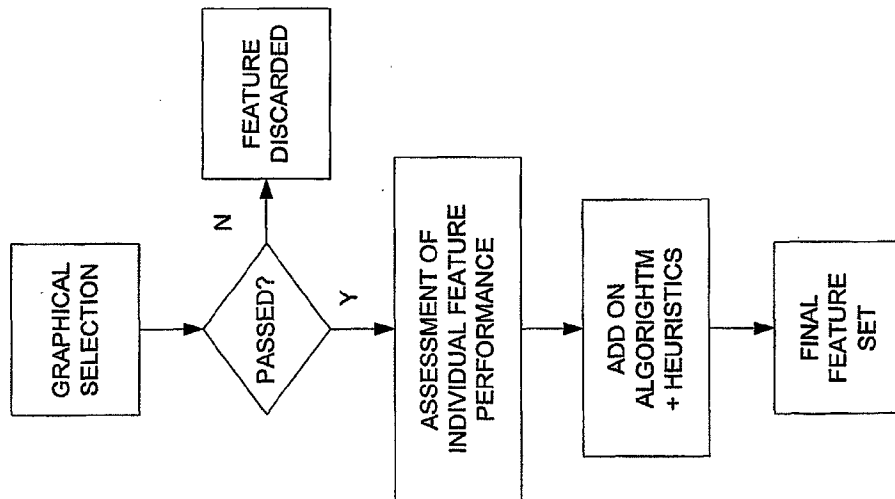 GRAPHICAL
SELECTION
PASSED?
N
FEATURE
DISCARDED
Y
ASSESSMENT OF
INDIVIDUAL FEATURE
PERFORMANCE
ADD ON
ALGORIGHTM
+ HEURISTICS
FINAL
FEATURE
SET